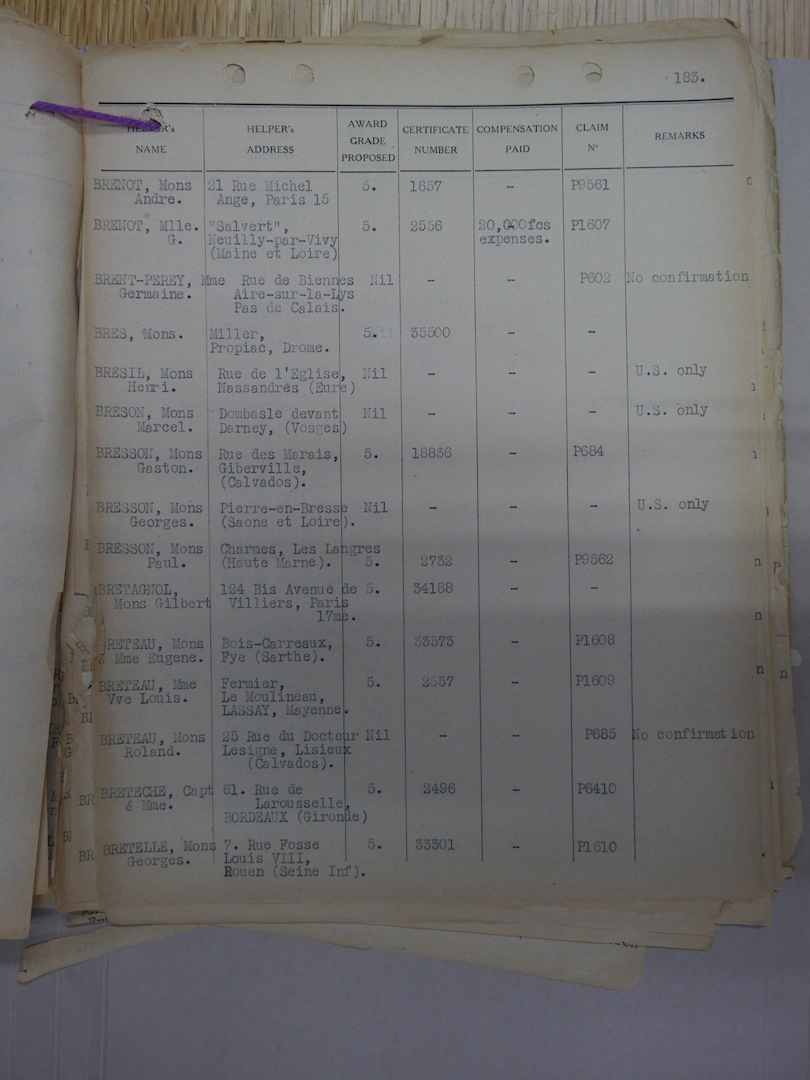 183.
HELPER's NAME HELPER's ADDRESS AWARD GRADE PROPOSED CERTIFICATE NUMBER COMPENSATION PAID CLAIM N° REMARKS
BRENOT, Mons 21 Rue Michel 5. 1657 - P9561
Andre. Ange, Paris 15
BRENOT, Mlle. "Salvert", 5. 2556 20,000fcs P1607
G. Neuilly-par-Vivy expenses.
(Maine et Loire)
BRENT-PEREY, Mme Rue de Biennes Nil - - P602 No confirmation
Germaine. Aire-sur-la-Lys
Pas de Calais.
BRES, Mons. Miller, 5. 35500 - -
Propiac, Drome.
BRESIL, Mons Rue de l'Eglise, Nil - - - U.S. only
Henri. Nassandres (Eure)
BRESON, Mons Dombasle devant Nil - - - U.S. only
Marcel. Darney, (Vosges)
BRESSON, Mons Rue des Marais, 5. 18836 - P684
Gaston. Giberville,
(Calvados).
BRESSON, Mons Pierre-en-Bresse Nil - - - U.S. only
Georges. (Saone et Loire).
BRESSON, Mons Charmes, Les Langres
Paul. (Haute Marne). 5. 2732 - P9562
BRETAGNOL, 124 Bis Avenue de 5. 34188 - -
Mons Gilbert Villiers, Paris
17me.
BRETEAU, Mons Bois-Carreaux, 5. 33573 - P1608
& Mme Eugene. Fye (Sarthe).
BRETEAU, Mme Fermier, 5. 2557 - P1609
Vve Louis. Le Moulineau,
LASSAY, Mayenne.
BRETEAU, Mons 25 Rue du Docteur Nil - - P685 No confirmation
Roland. Lesigne, Lisieux
(Calvados).
BRETECHE, Capt 61. Rue de 5. 2496 - P6410
& Mme. Larousselle,
BORDEAUX (Gironde)
BRETELLE, Mons 7. Rue Fosse 5. 33301 - P1610
Georges. Louis VIII,
Rouen (Seine Inf).